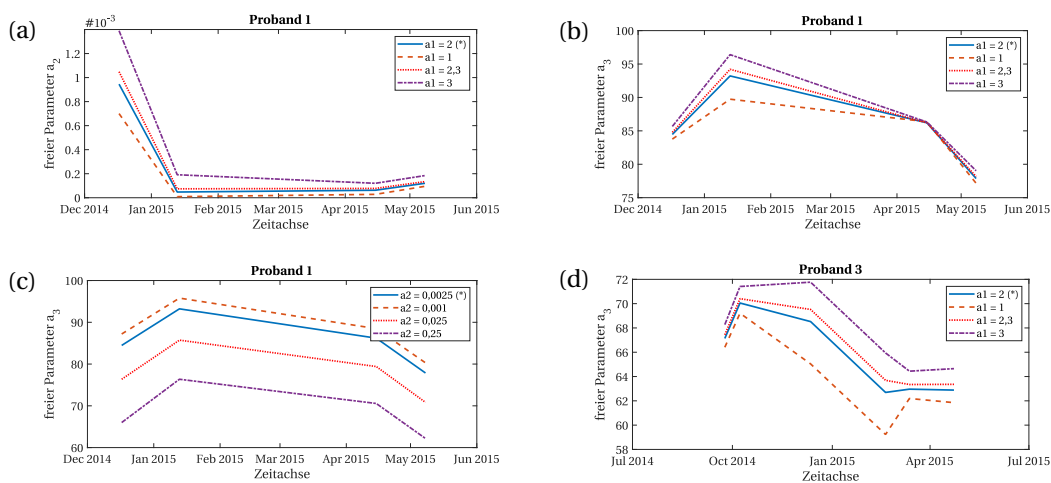 (a)
Proband 1
#10⁻³
1.4
1.2
1
0.8
0.6
0.4
0.2
0
freier Parameter a₂
a1 = 2 (*)
a1 = 1
a1 = 2,3
a1 = 3
Dec 2014 Jan 2015 Feb 2015 Mar 2015 Apr 2015 May 2015 Jun 2015
Zeitachse
(b)
Proband 1
100
95
90
85
80
75
freier Parameter a₃
a1 = 2 (*)
a1 = 1
a1 = 2,3
a1 = 3
Dec 2014 Jan 2015 Feb 2015 Mar 2015 Apr 2015 May 2015 Jun 2015
Zeitachse
(c)
Proband 1
100
90
80
70
60
freier Parameter a₃
a2 = 0,0025 (*)
a2 = 0,001
a2 = 0,025
a2 = 0,25
Dec 2014 Jan 2015 Feb 2015 Mar 2015 Apr 2015 May 2015 Jun 2015
Zeitachse
(d)
Proband 3
72
70
68
66
64
62
60
58
freier Parameter a₃
a1 = 2 (*)
a1 = 1
a1 = 2,3
a1 = 3
Jul 2014 Oct 2014 Jan 2015 Apr 2015 Jul 2015
Zeitachse